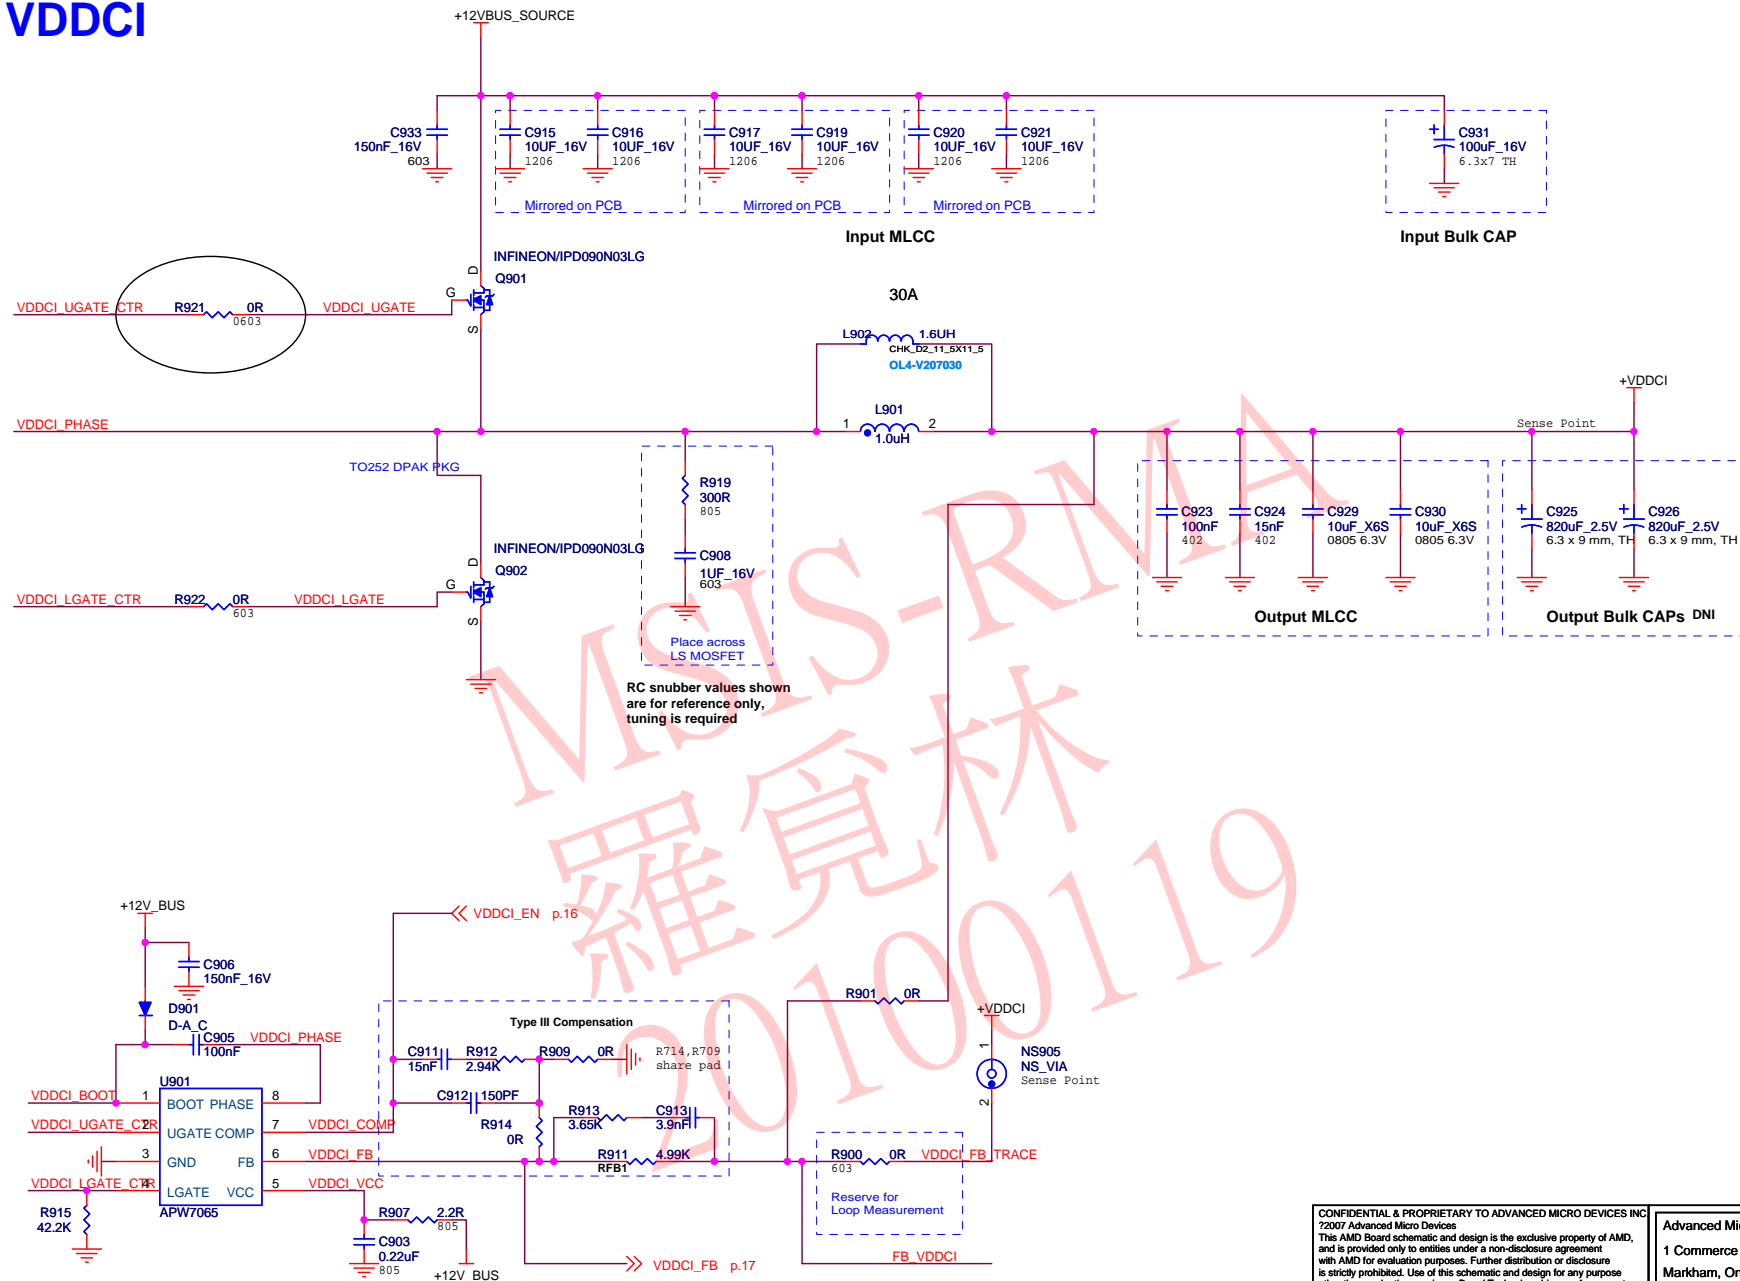 VDDCI
+12VBUS_SOURCE
C933
150nF_16V
603
C915
10UF_16V
1206
C916
10UF_16V
1206
Mirrored on PCB
C917
10UF_16V
1206
C919
10UF_16V
1206
Mirrored on PCB
C920
10UF_16V
1206
C921
10UF_16V
1206
Mirrored on PCB
C931
100uF_16V
6.3x7 TH
Input MLCC
Input Bulk CAP
INFINEON/IPD090N03LG
Q901
D
G
S
VDDCI_UGATE_CTR
R921
0R
0603
VDDCI_UGATE
30A
L902
1.6UH
CHK_D2_11_5X11_5
OL4-V207030
L901
1
2
1.0uH
VDDCI_PHASE
+VDDCI
Sense Point
TO252 DPAK PKG
R919
300R
805
C908
1UF_16V
603
Place across
LS MOSFET
RC snubber values shown
are for reference only,
tuning is required
INFINEON/IPD090N03LG
Q902
D
G
S
VDDCI_LGATE_CTR
R922
0R
603
VDDCI_LGATE
C923
100nF
402
C924
15nF
402
C929
10uF_X6S
0805 6.3V
C930
10uF_X6S
0805 6.3V
Output MLCC
C925
820uF_2.5V
6.3 x 9 mm, TH
C926
820uF_2.5V
6.3 x 9 mm, TH
Output Bulk CAPs DNI
MSIS-RMA
羅覓林
20100119
+12V_BUS
C906
150nF_16V
D901
D-A_C
C905
100nF
VDDCI_PHASE
VDDCI_EN p.16
Type III Compensation
C911
15nF
R912
2.94K
R909
0R
R714,R709
share pad
C912
150PF
R914
0R
R913
3.65K
C913
3.9nF
R911
4.99K
RFB1
R901
0R
+VDDCI
1
NS905
NS_VIA
Sense Point
2
U901
VDDCI_BOOT
1
BOOT PHASE
8
VDDCI_UGATE_CTR
2
UGATE COMP
7
VDDCI_COMP
3
GND
FB
6
VDDCI_FB
VDDCI_LGATE_CTR
4
LGATE VCC
5
VDDCI_VCC
APW7065
R915
42.2K
R907
2.2R
805
C903
0.22uF
805
+12V_BUS
R900
0R
603
VDDCI_FB_TRACE
Reserve for
Loop Measurement
VDDCI_FB p.17
FB_VDDCI
CONFIDENTIAL & PROPRIETARY TO ADVANCED MICRO DEVICES INC
?2007 Advanced Micro Devices
This AMD Board schematic and design is the exclusive property of AMD,
and is provided only to entities under a non-disclosure agreement
with AMD for evaluation purposes. Further distribution or disclosure
is strictly prohibited. Use of this schematic and design for any purpose
Advanced Mi
1 Commerce
Markham, On